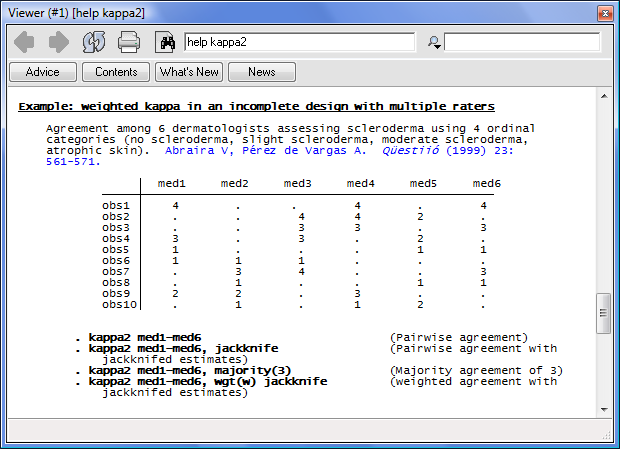 Viewer (#1) [help kappa2]
help kappa2
Advice Contents What's New News
Example: weighted kappa in an incomplete design with multiple raters
Agreement among 6 dermatologists assessing scleroderma using 4 ordinal
categories (no scleroderma, slight scleroderma, moderate scleroderma,
atrophic skin). Abraira V, Pérez de Vargas A. Qüestiió (1999) 23:
561-571.
med1 med2 med3 med4 med5 med6
obs1 4 . . 4 . 4
obs2 . . 4 4 2 .
obs3 . . 3 3 . 3
obs4 3 . 3 . 2 .
obs5 1 . . . 1 1
obs6 1 1 1 . . .
obs7 . 3 4 . . 3
obs8 . 1 . . 1 1
obs9 2 2 . 3 . .
obs10 . 1 . 1 2 .
. kappa2 med1-med6 (Pairwise agreement)
. kappa2 med1-med6, jackknife (Pairwise agreement with
jackknifed estimates)
. kappa2 med1-med6, majority(3) (Majority agreement of 3)
. kappa2 med1-med6, wgt(w) jackknife (weighted agreement with
jackknifed estimates)